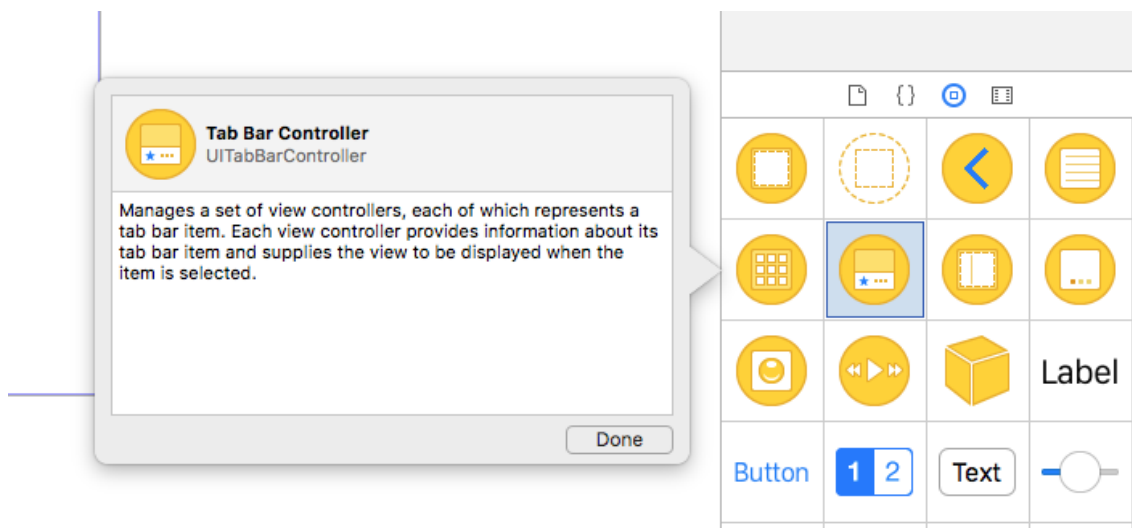 Tab Bar Controller
UITabBarController
Manages a set of view controllers, each of which represents a
tab bar item. Each view controller provides information about its
tab bar item and supplies the view to be displayed when the
item is selected.
Done
{}
Label
Button
1 2
Text